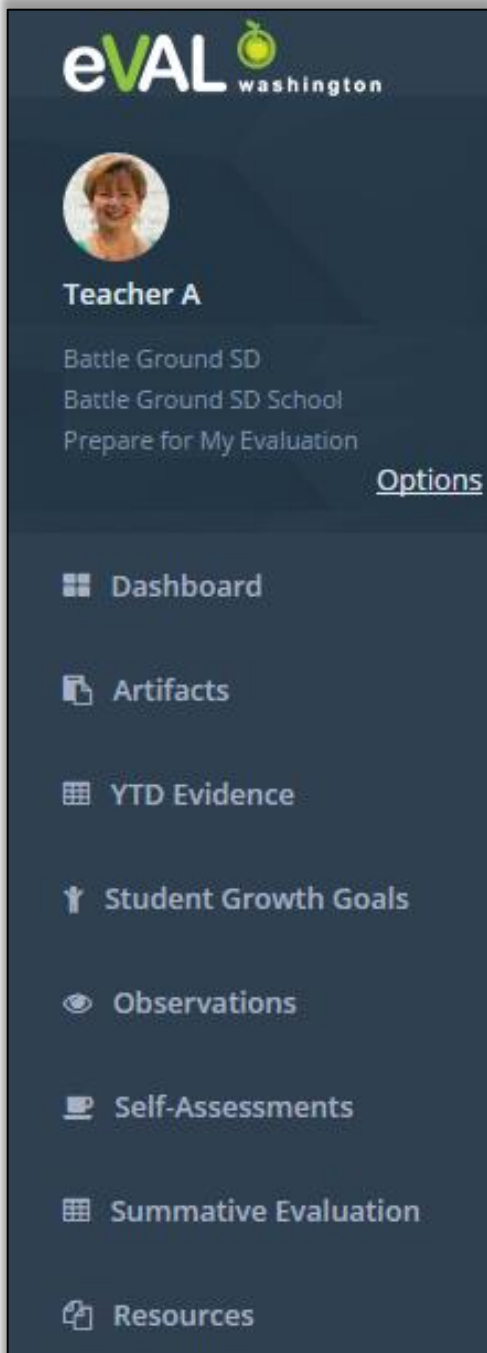 eVAL
washington
Teacher A
Battle Ground SD
Battle Ground SD School
Prepare for My Evaluation
Options
Dashboard
Artifacts
YTD Evidence
Student Growth Goals
Observations
Self-Assessments
Summative Evaluation
Resources